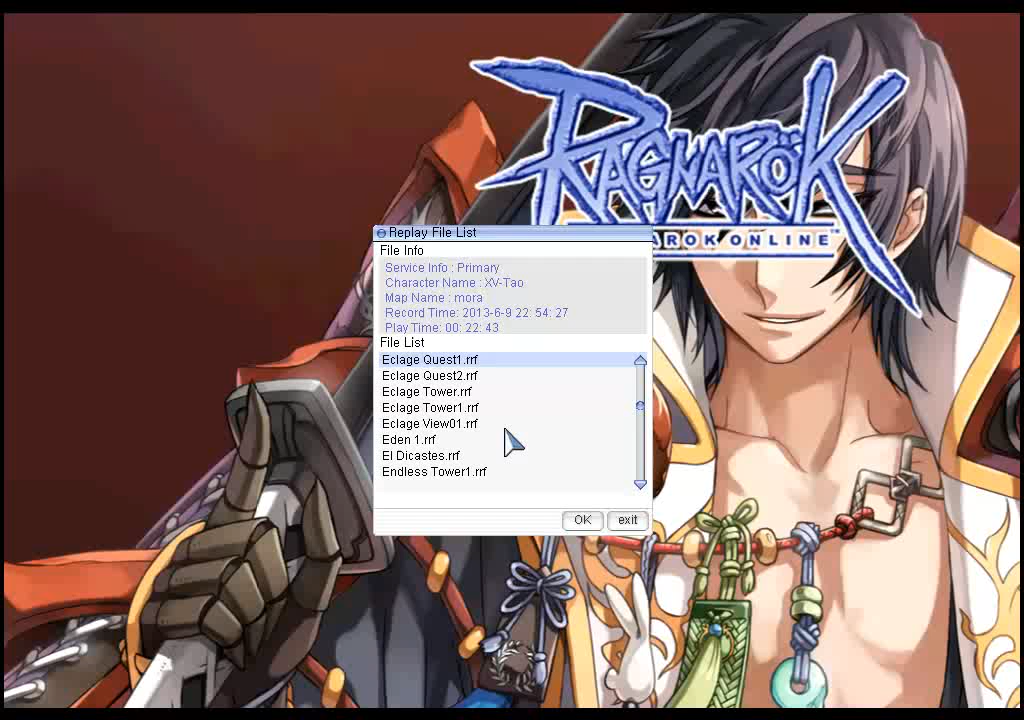 RAGNARÖK
AROK ONLINE™
Replay File List
File Info
Service Info : Primary
Character Name : XV-Tao
Map Name : mora
Record Time: 2013-6-9 22: 54: 27
Play Time: 00: 22: 43
File List
Eclage Quest1.rrf
Eclage Quest2.rrf
Eclage Tower.rrf
Eclage Tower1.rrf
Eclage View01.rrf
Eden 1.rrf
El Dicastes.rrf
Endless Tower1.rrf
OK exit